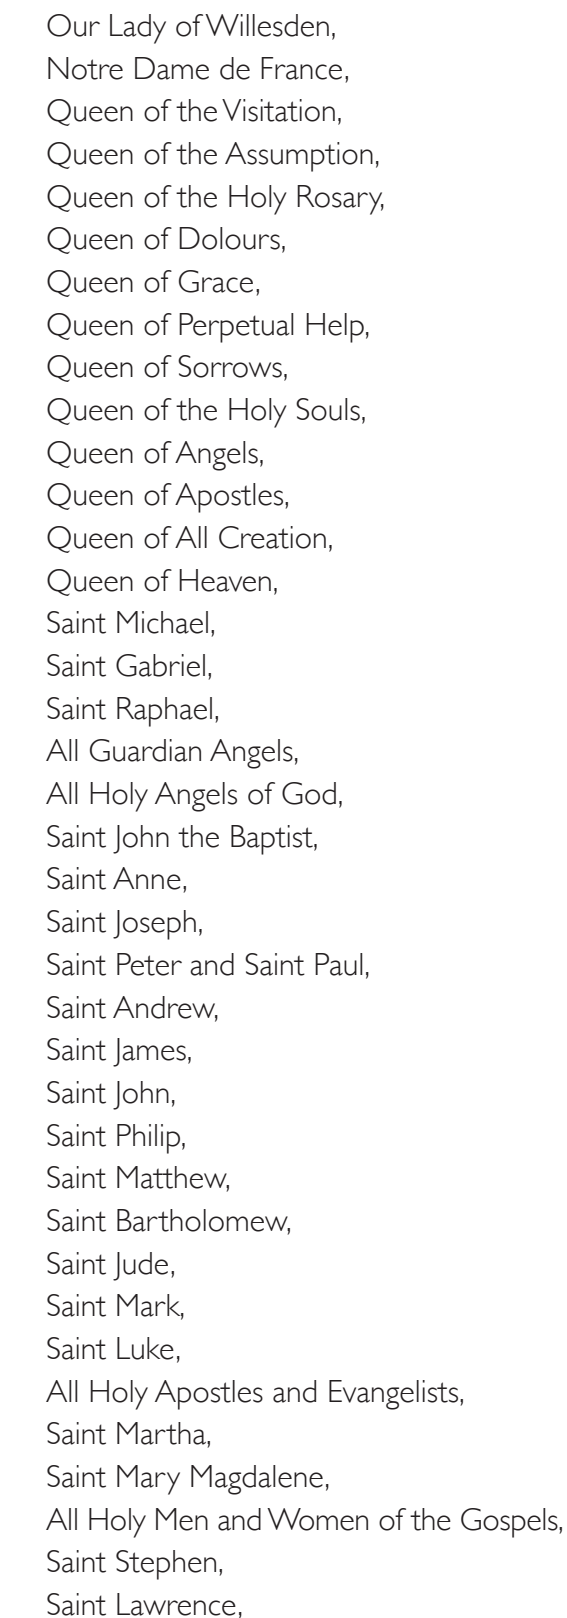 Our Lady of Willesden,
Notre Dame de France,
Queen of the Visitation,
Queen of the Assumption,
Queen of the Holy Rosary,
Queen of Dolours,
Queen of Grace,
Queen of Perpetual Help,
Queen of Sorrows,
Queen of the Holy Souls,
Queen of Angels,
Queen of Apostles,
Queen of All Creation,
Queen of Heaven,
Saint Michael,
Saint Gabriel,
Saint Raphael,
All Guardian Angels,
All Holy Angels of God,
Saint John the Baptist,
Saint Anne,
Saint Joseph,
Saint Peter and Saint Paul,
Saint Andrew,
Saint James,
Saint John,
Saint Philip,
Saint Matthew,
Saint Bartholomew,
Saint Jude,
Saint Mark,
Saint Luke,
All Holy Apostles and Evangelists,
Saint Martha,
Saint Mary Magdalene,
All Holy Men and Women of the Gospels,
Saint Stephen,
Saint Lawrence,